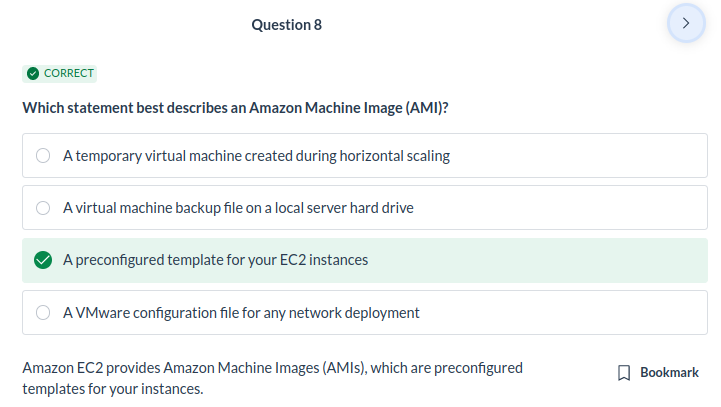 Question 8
CORRECT
Which statement best describes an Amazon Machine Image (AMI)?
A temporary virtual machine created during horizontal scaling
A virtual machine backup file on a local server hard drive
A preconfigured template for your EC2 instances
A VMware configuration file for any network deployment
Amazon EC2 provides Amazon Machine Images (AMIs), which are preconfigured
templates for your instances.
Bookmark